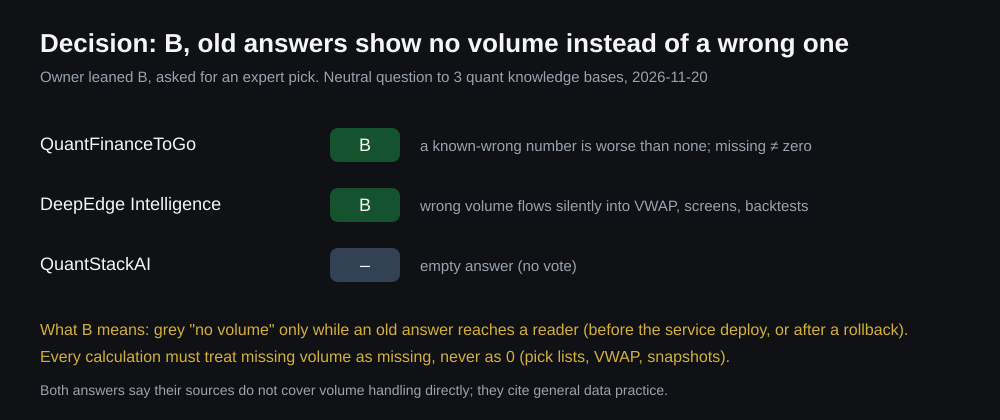 Decision: B, old answers show no volume instead of a wrong one
Owner leaned B, asked for an expert pick. Neutral question to 3 quant knowledge bases, 2026-11-20
QuantFinanceToGo B a known-wrong number is worse than none; missing ≠ zero
DeepEdge Intelligence B wrong volume flows silently into VWAP, screens, backtests
QuantStackAI – empty answer (no vote)
What B means: grey "no volume" only while an old answer reaches a reader (before the service deploy, or after a rollback).
Every calculation must treat missing volume as missing, never as 0 (pick lists, VWAP, snapshots).
Both answers say their sources do not cover volume handling directly; they cite general data practice.